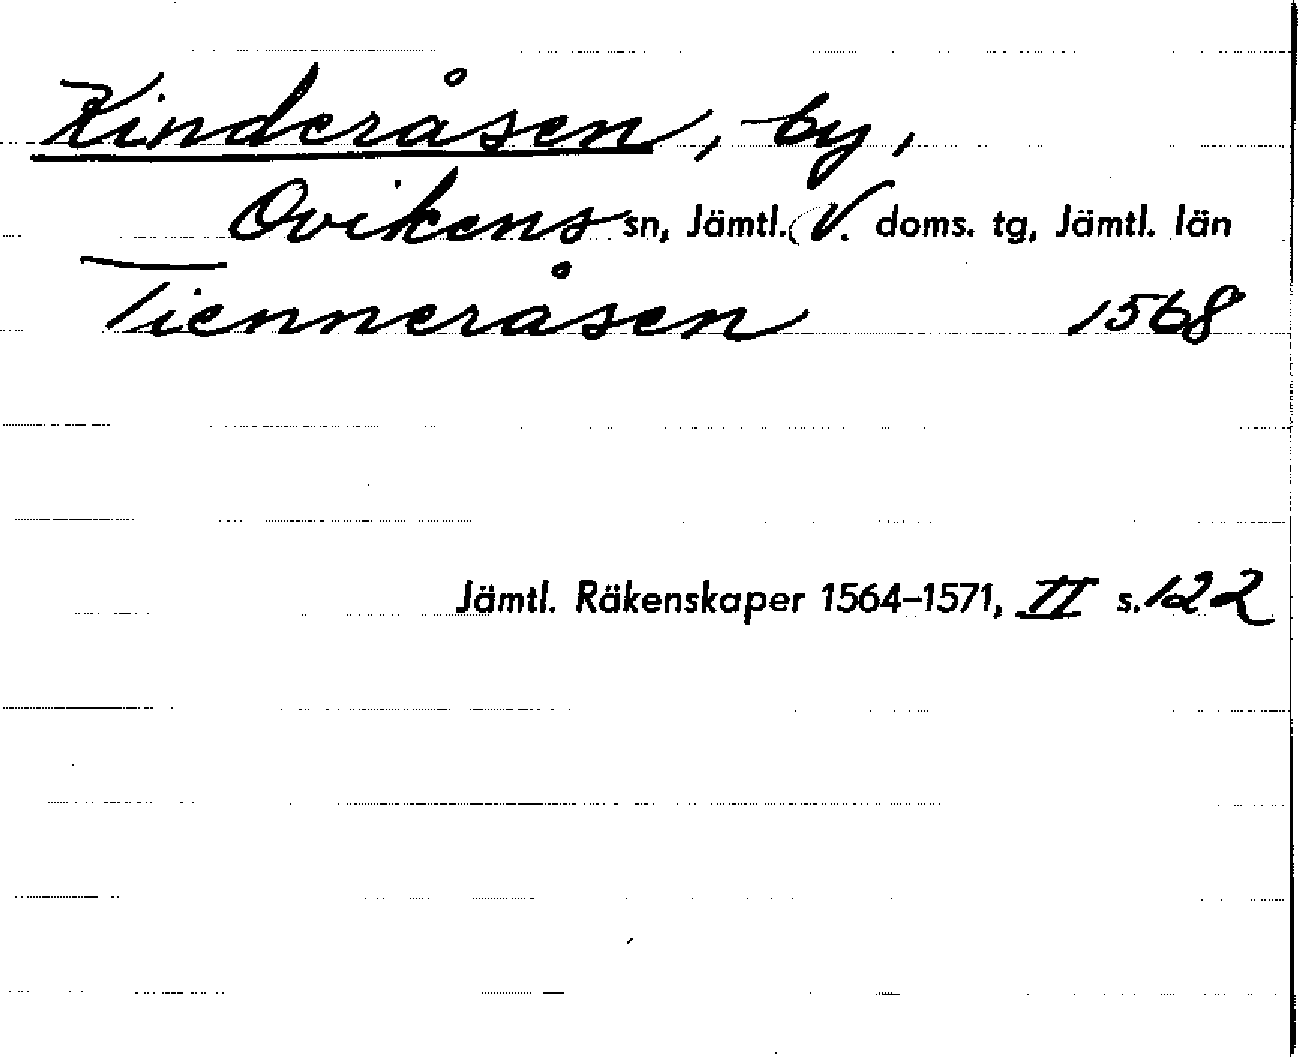 Kinderåsen, by,
Ovikens sn, Jämtl. V. doms. tg, Jämtl. län
Tienneråsen 1568
Jämtl. Räkenskaper 1564–1571, II s. 122